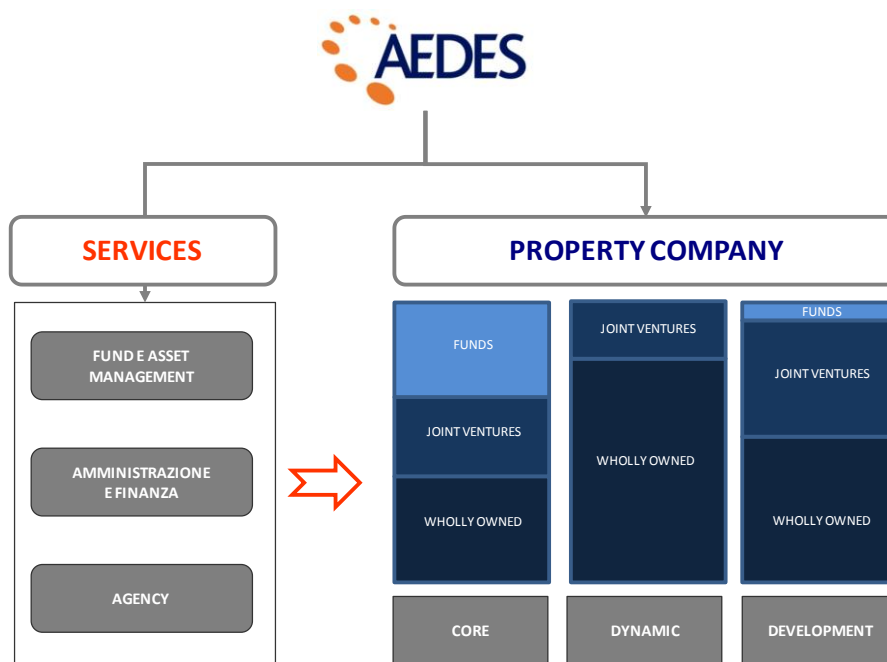 AEDES
SERVICES
PROPERTY COMPANY
FUND E ASSET
MANAGEMENT
AMMINISTRAZIONE
E FINANZA
AGENCY
FUNDS
JOINT VENTURES
WHOLLY OWNED
CORE
JOINT VENTURES
WHOLLY OWNED
DYNAMIC
FUNDS
JOINT VENTURES
WHOLLY OWNED
DEVELOPMENT